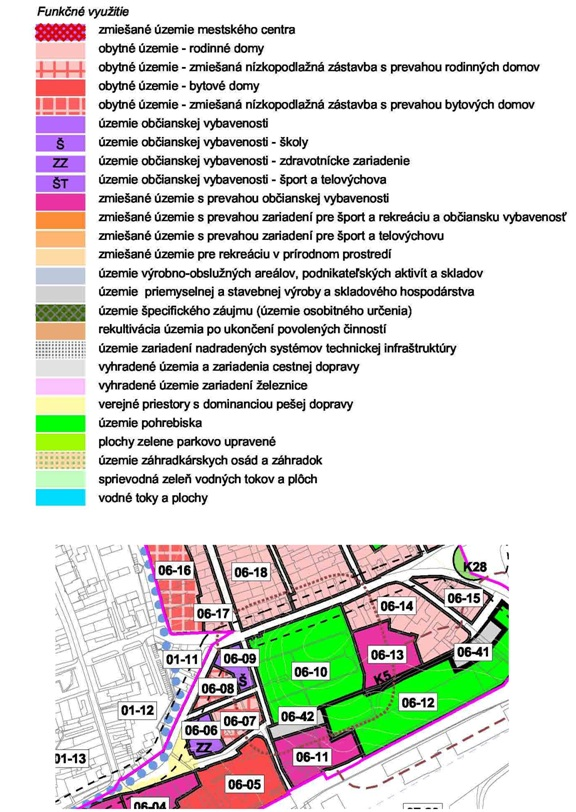 Funkčné využitie
zmiešané územie mestského centra
obytné územie - rodinné domy
obytné územie - zmiešaná nízkopodlažná zástavba s prevahou rodinných domov
obytné územie - bytové domy
obytné územie - zmiešaná nízkopodlažná zástavba s prevahou bytových domov
územie občianskej vybavenosti
Š územie občianskej vybavenosti - školy
ZZ územie občianskej vybavenosti - zdravotnícke zariadenie
ŠT územie občianskej vybavenosti - šport a telovýchova
zmiešané územie s prevahou občianskej vybavenosti
zmiešané územie s prevahou zariadení pre šport a rekreáciu a občiansku vybavenosť
zmiešané územie s prevahou zariadení pre šport a telovýchovu
zmiešané územie pre rekreáciu v prírodnom prostredí
územie výrobno-obslužných areálov, podnikateľských aktivít a skladov
územie priemyselnej a stavebnej výroby a skladového hospodárstva
územie špecifického záujmu (územie osobitného určenia)
rekultivácia územia po ukončení povolených činností
územie zariadení nadradených systémov technickej infraštruktúry
vyhradené územia a zariadenia cestnej dopravy
vyhradené územie zariadení železnice
verejné priestory s dominanciou pešej dopravy
územie pohrebiska
plochy zelene parkovo upravené
územie záhradkárskych osád a záhradok
sprievodná zeleň vodných tokov a plôch
vodné toky a plochy
06-16
06-18
K28
06-17
06-14
06-15
01-11
06-09
06-13
06-41
Š
06-10
K5
06-08
06-12
01-12
06-07
06-42
06-06
ZZ
01-13
06-11
06-05
06-04